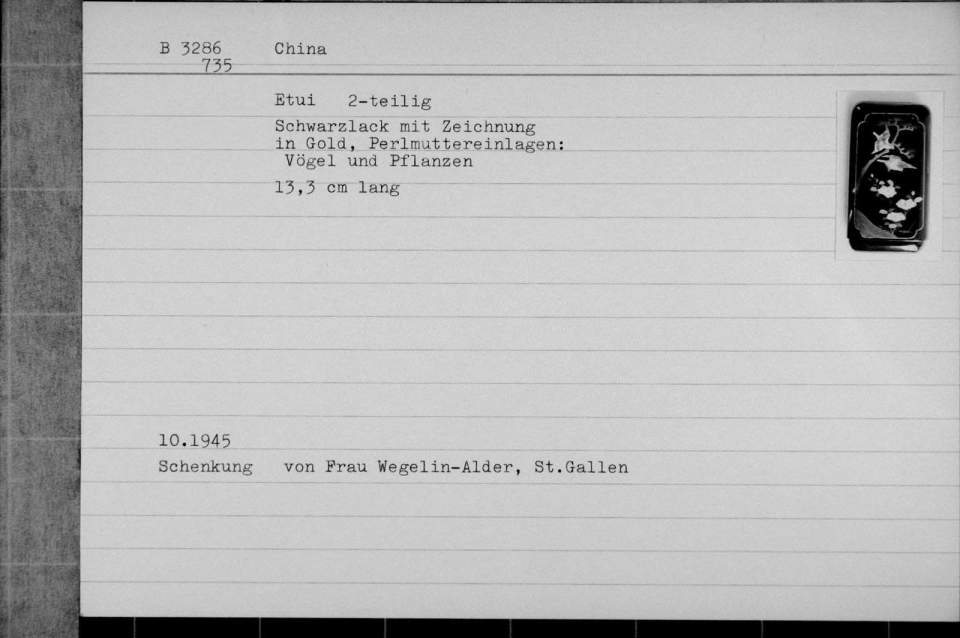 B 3286 China
735
Etui 2-teilig
Schwarzlack mit Zeichnung
in Gold, Perlmuttereinlagen:
Vögel und Pflanzen
13,3 cm lang
10.1945
Schenkung von Frau Wegelin-Alder, St.Gallen